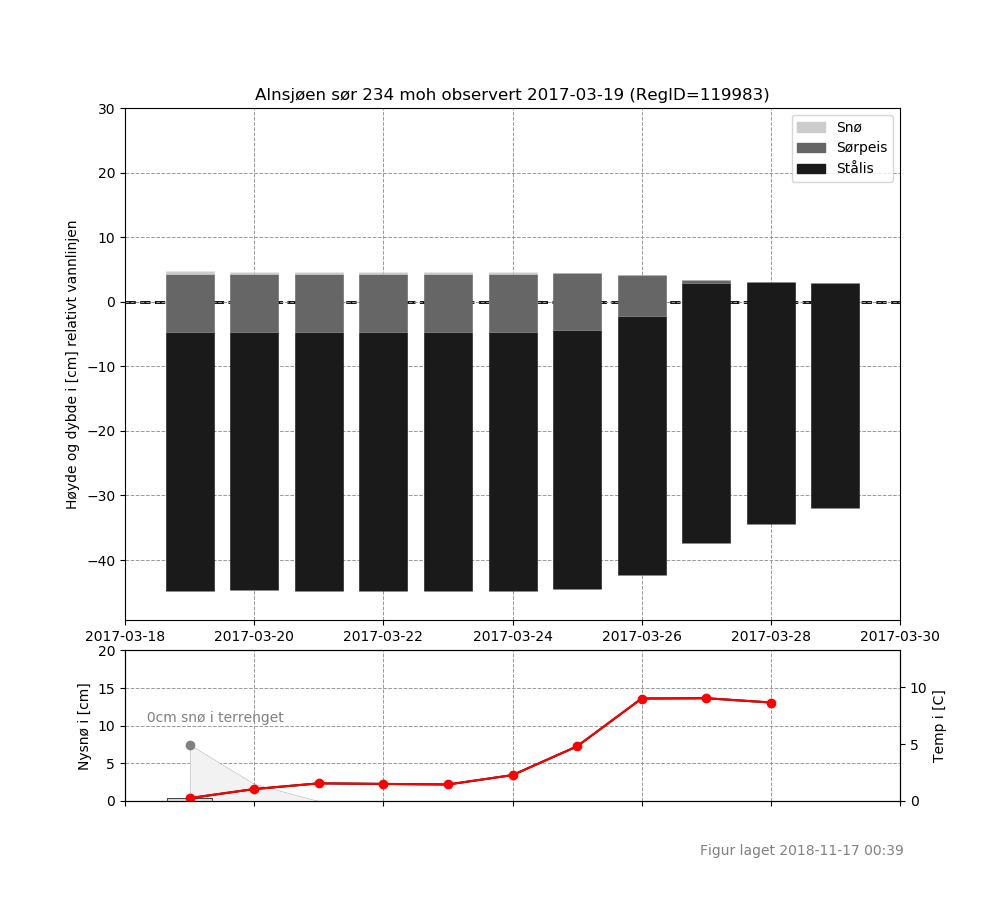 Alnsjøen sør 234 moh observert 2017-03-19 (RegID=119983)
Høyde og dybde i [cm] relativt vannlinjen
30
20
10
0
−10
−20
−30
−40
Snø
Sørpeis
Stålis
2017-03-18
2017-03-20
2017-03-22
2017-03-24
2017-03-26
2017-03-28
2017-03-30
Nysnø i [cm]
20
15
10
5
0
0cm snø i terrenget
10
5
0
Temp i [C]
Figur laget 2018-11-17 00:39